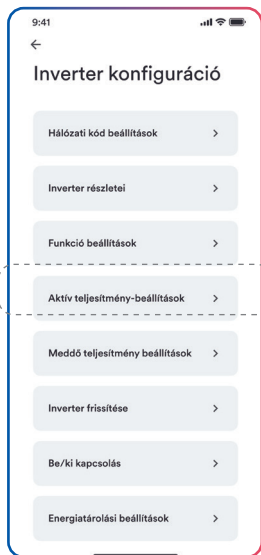 9:41
Inverter konfiguráció
Hálózati kód beállítások
Inverter részletei
Funkció beállítások
Aktív teljesítmény-beállítások
Meddő teljesítmény beállítások
Inverter frissítése
Be/ki kapcsolás
Energiatárolási beállítások